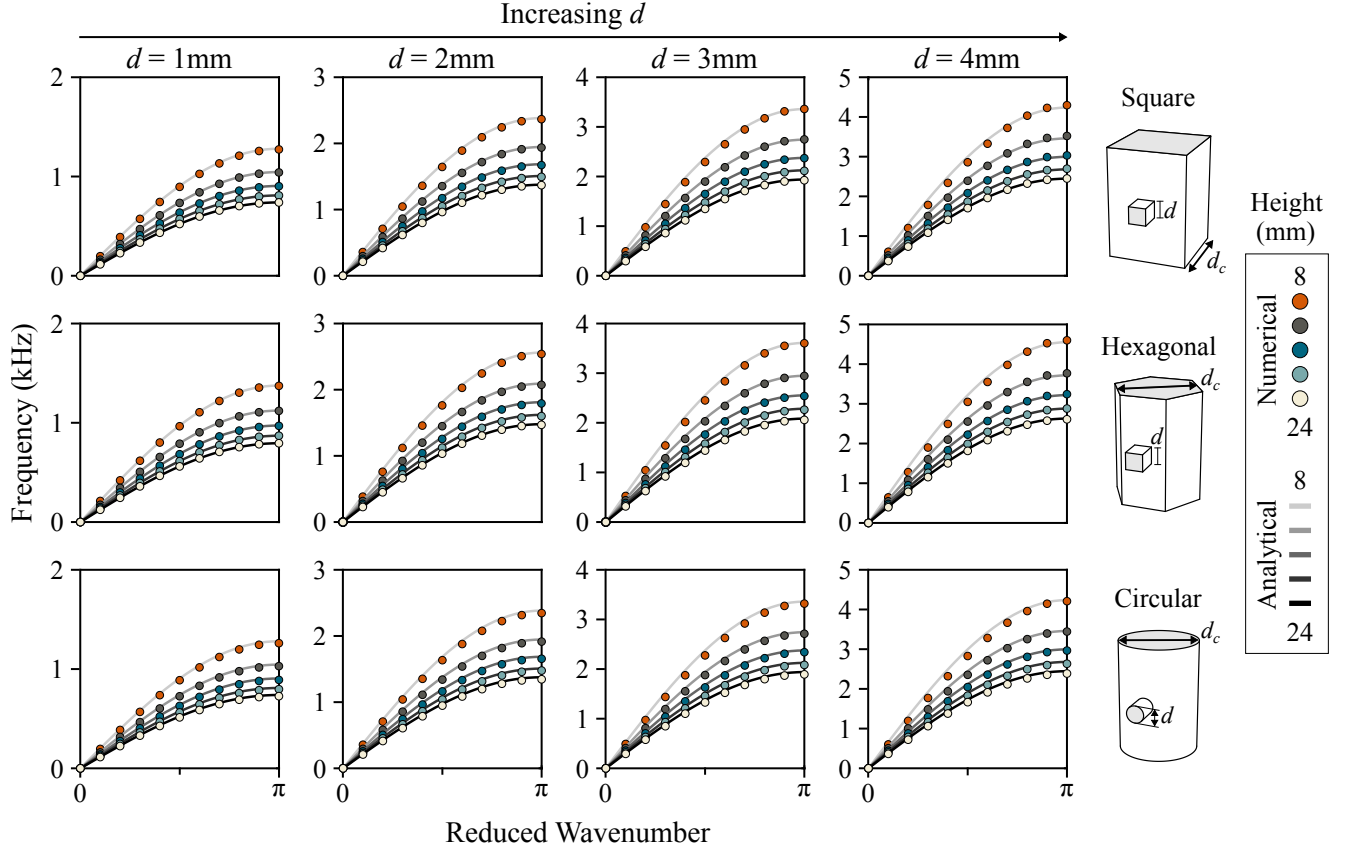 Increasing d
d = 1mm
d = 2mm
d = 3mm
d = 4mm
2
1
0
3
2
1
0
4
3
2
1
0
5
4
3
2
1
0
Square
d
d_c
2
1
0
3
2
1
0
4
3
2
1
0
5
4
3
2
1
0
Hexagonal
d_c
d
2
1
0
0
π
3
2
1
0
0
π
4
3
2
1
0
0
π
5
4
3
2
1
0
0
π
Circular
d_c
d
Frequency (kHz)
Reduced Wavenumber
Height
(mm)
8
Numerical
24
8
Analytical
24